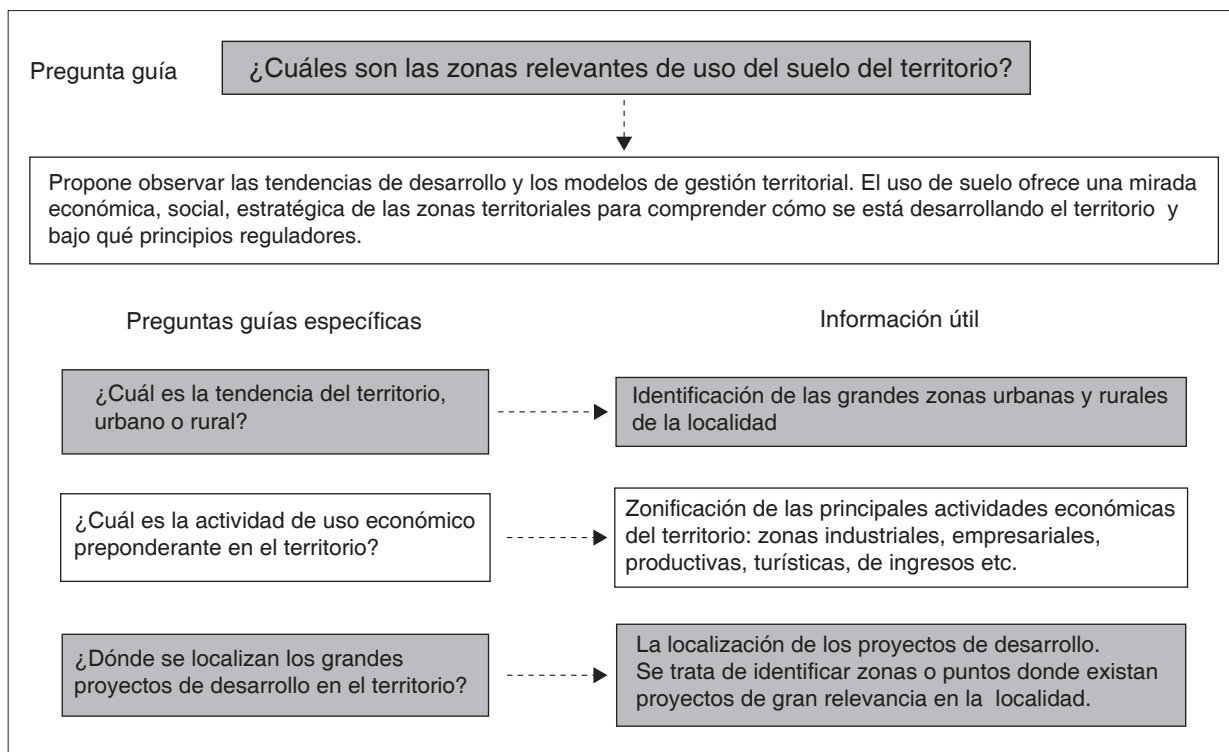 Pregunta guía
¿Cuáles son las zonas relevantes de uso del suelo del territorio?
Propone observar las tendencias de desarrollo y los modelos de gestión territorial. El uso de suelo ofrece una mirada
económica, social, estratégica de las zonas territoriales para comprender cómo se está desarrollando el territorio y
bajo qué principios reguladores.
Preguntas guías específicas
Información útil
¿Cuál es la tendencia del territorio,
urbano o rural?
Identificación de las grandes zonas urbanas y rurales
de la localidad
¿Cuál es la actividad de uso económico
preponderante en el territorio?
Zonificación de las principales actividades económicas
del territorio: zonas industriales, empresariales,
productivas, turísticas, de ingresos etc.
¿Dónde se localizan los grandes
proyectos de desarrollo en el territorio?
La localización de los proyectos de desarrollo.
Se trata de identificar zonas o puntos donde existan
proyectos de gran relevancia en la localidad.